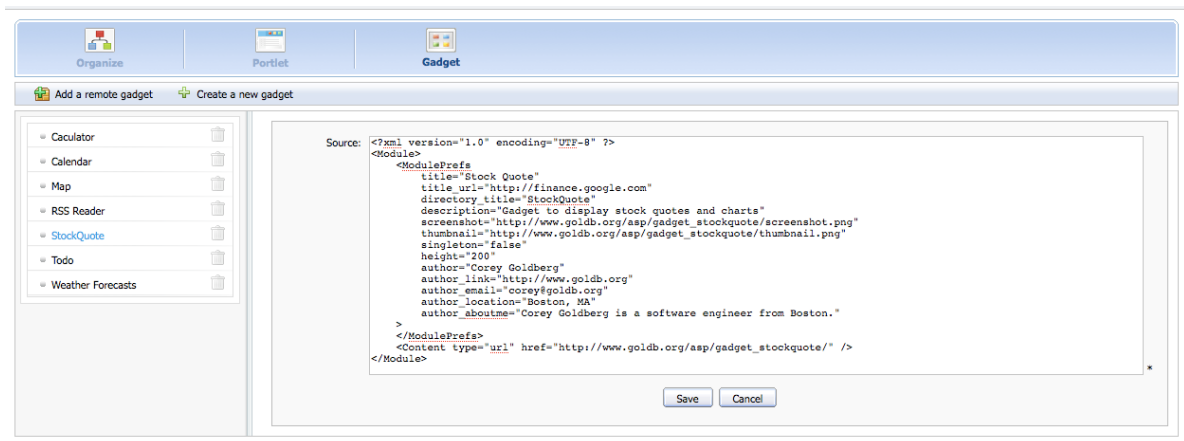 Organize Portlet Gadget
Add a remote gadget Create a new gadget
Caculator
Calendar
Map
RSS Reader
StockQuote
Todo
Weather Forecasts
Source:
<?xml version="1.0" encoding="UTF-8" ?>
<Module>
<ModulePrefs
title="Stock Quote"
title_url="http://finance.google.com"
directory_title="StockQuote"
description="Gadget to display stock quotes and charts"
screenshot="http://www.goldb.org/asp/gadget_stockquote/screenshot.png"
thumbnail="http://www.goldb.org/asp/gadget_stockquote/thumbnail.png"
singleton="false"
height="200"
author="Corey Goldberg"
author_link="http://www.goldb.org"
author_email="corey@goldb.org"
author_location="Boston, MA"
author_aboutme="Corey Goldberg is a software engineer from Boston."
>
</ModulePrefs>
<Content type="url" href="http://www.goldb.org/asp/gadget_stockquote/" />
</Module>
*
Save Cancel